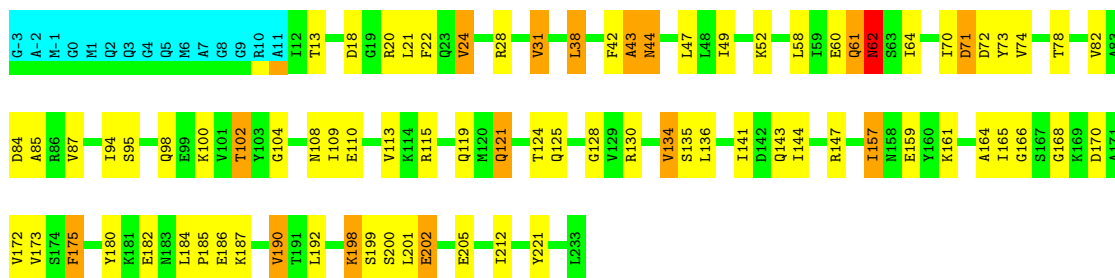 G-3 A-2 M-1 G0 M1 Q2 Q3 G4 Q5 M6 A7 G8 G9 R10 A11 I12 T13 D18 G19 R20 L21 F22 Q23 V24 R28 V31 L38 F42 A43 N44 L47 L48 I49 K52 L58 I59 E60 Q61 N62 S63 I64 I70 D71 D72 Y73 V74 T78 V82 A83
D84 A85 R86 V87 I94 S95 Q98 E99 K100 V101 T102 Y103 G104 N108 I109 E110 V113 K114 R115 Q119 M120 Q121 T124 Q125 G128 V129 R130 V134 S135 L136 I141 D142 Q143 I144 R147 I157 N158 E159 Y160 K161 A164 I165 G166 S167 G168 K169 D170 A171
V172 V173 S174 F175 Y180 K181 E182 N183 L184 P185 E186 K187 V190 T191 L192 K198 S199 S200 L201 E202 E205 I212 Y221 L233